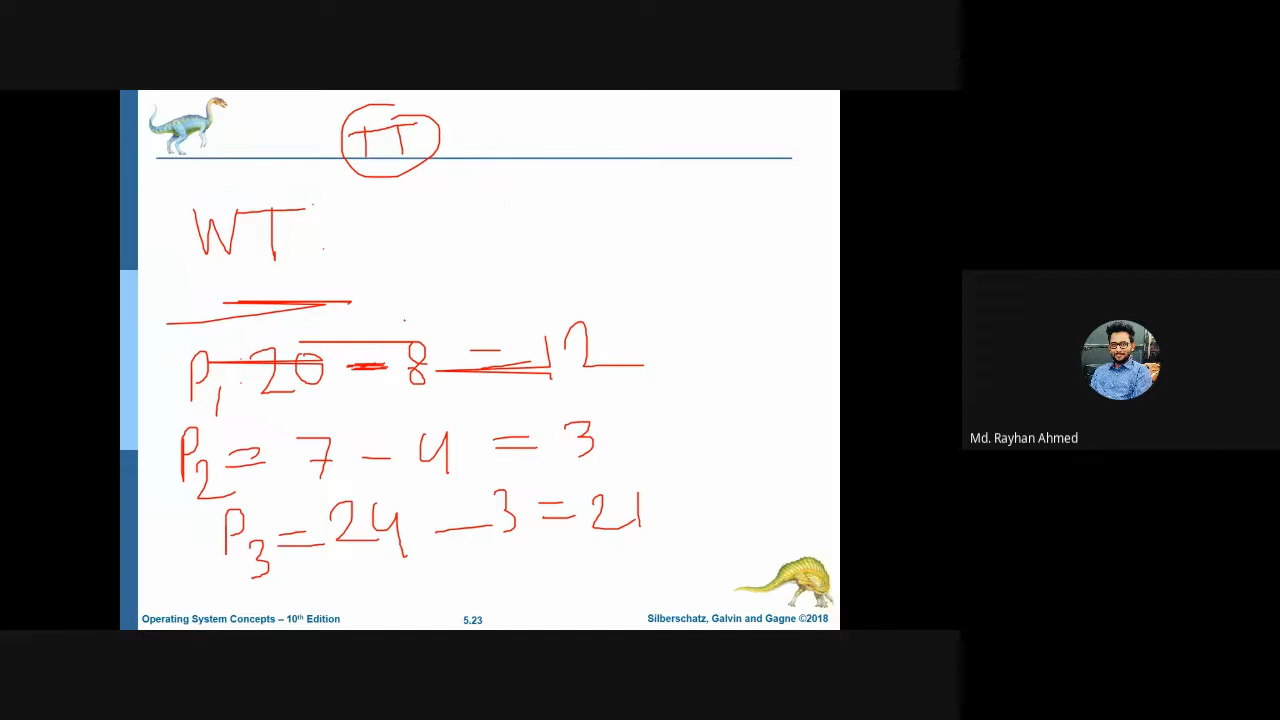 TT
WT
P1 20 - 8 = 12
P2 = 7 - 4 = 3
P3 = 24 - 3 = 21
Operating System Concepts – 10th Edition
5.23
Silberschatz, Galvin and Gagne ©2018
Md. Rayhan Ahmed